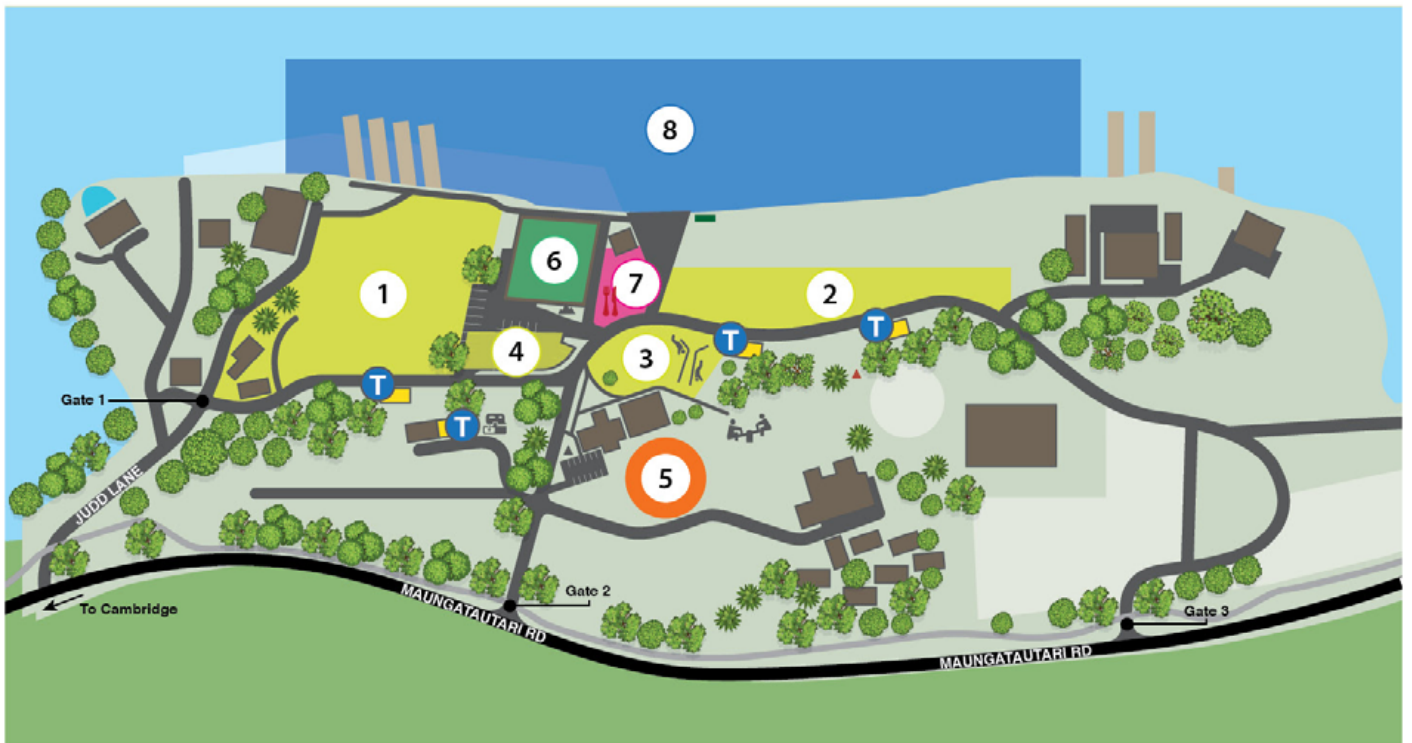 8
6
7
1
2
T
T
3
4
T
Gate 1
T
5
JUDD LANE
MAUNGATAUTARI RD
Gate 2
To Cambridge
Gate 3
MAUNGATAUTARI RD